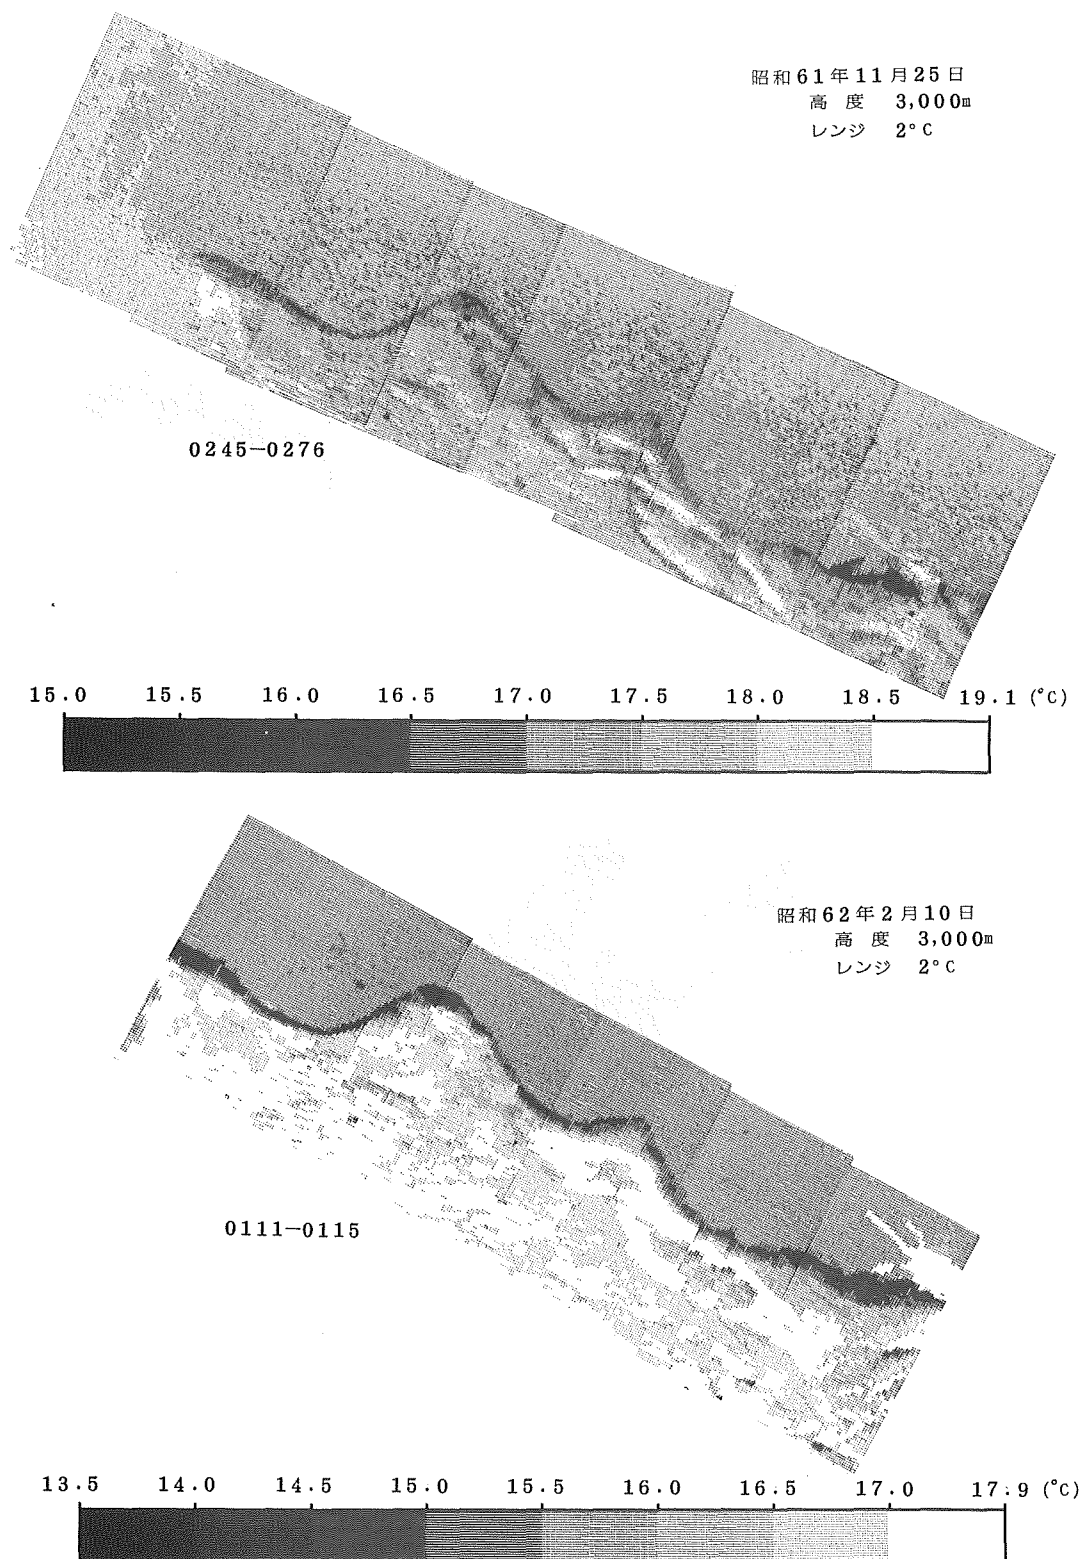 昭和61年11月25日
高 度 3,000m
レンジ 2°C
0245−0276
15.0 15.5 16.0 16.5 17.0 17.5 18.0 18.5 19.1 (°C)
昭和62年2月10日
高 度 3,000m
レンジ 2°C
0111−0115
13.5 14.0 14.5 15.0 15.5 16.0 16.5 17.0 17.9 (°C)